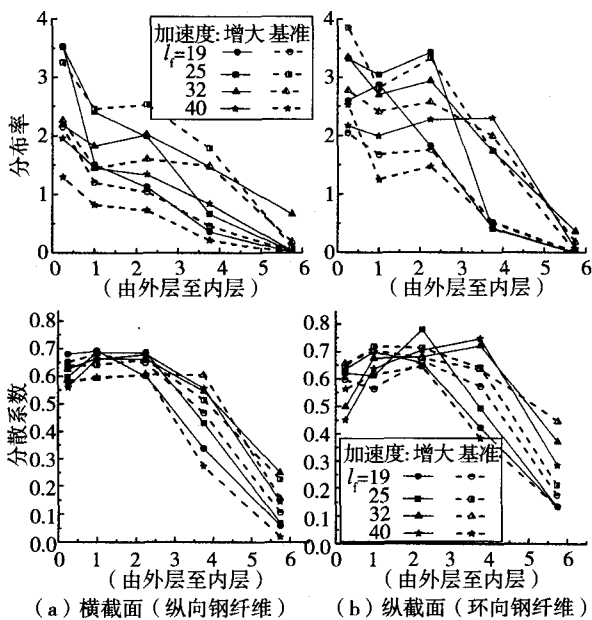 加速度: 增大 基准
l_f=19
25
32
40
分布率
4
3
2
1
0
0 1 2 3 4 5 6
(由外层至内层)
4
3
2
1
0
0 1 2 3 4 5 6
(由外层至内层)
分散系数
0.8
0.7
0.6
0.5
0.4
0.3
0.2
0.1
0.0
0 1 2 3 4 5 6
(由外层至内层)
0.8
0.7
0.6
0.5
0.4
0.3
0.2
0.1
0.0
加速度: 增大 基准
l_f=19
25
32
40
0 1 2 3 4 5 6
(由外层至内层)
(a) 横截面(纵向钢纤维)
(b) 纵截面(环向钢纤维)